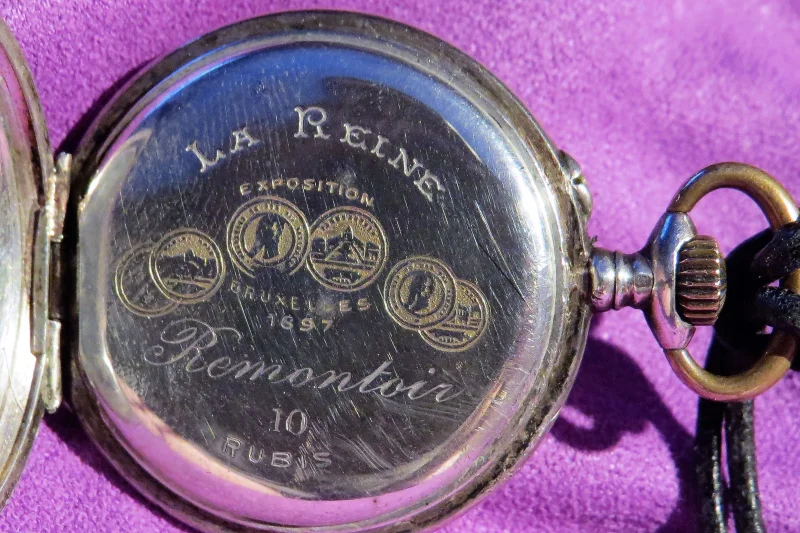 LA REINE
EXPOSITION
BRUXELLES
1897
Remontoir
10
RUBIS